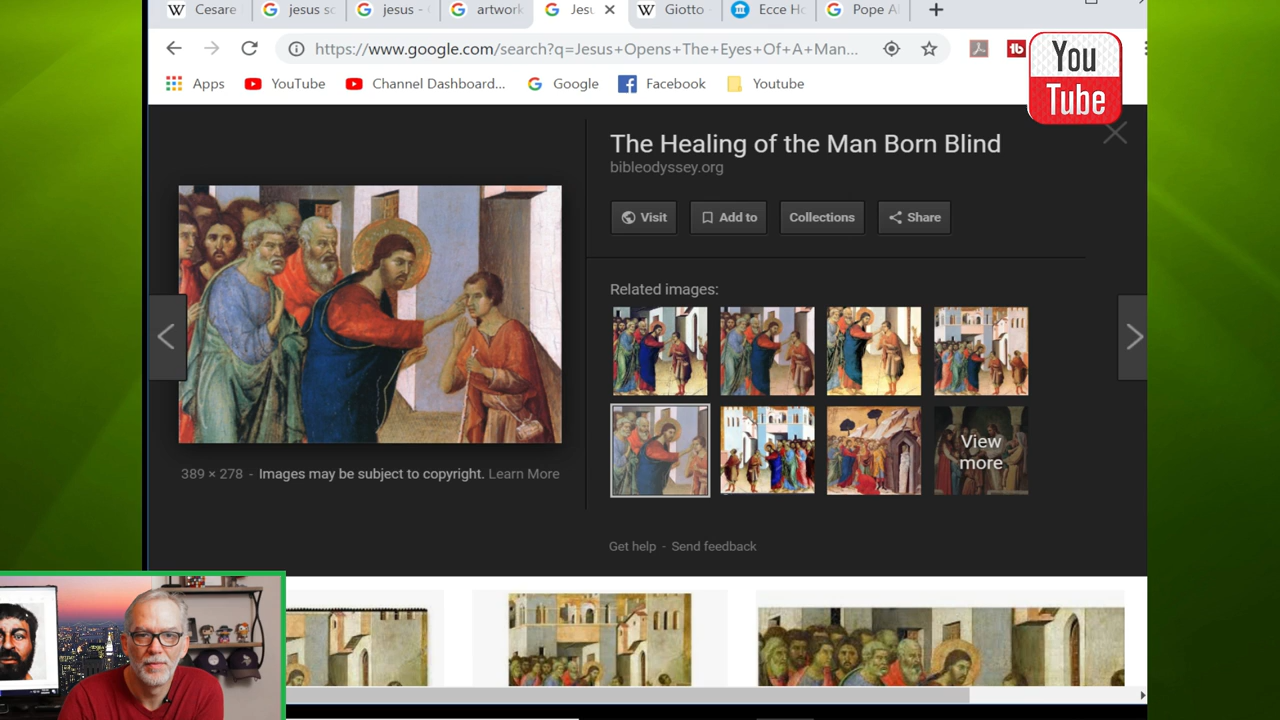 Cesare
jesus sc
jesus - 
artwork
Jesu
Giotto
Ecce Ho
Pope Al
https://www.google.com/search?q=Jesus+Opens+The+Eyes+Of+A+Man...
You
Tube
Apps
YouTube
Channel Dashboard...
Google
Facebook
Youtube
The Healing of the Man Born Blind
bibleodyssey.org
Visit
Add to
Collections
Share
Related images:
View
more
389 × 278 - Images may be subject to copyright. Learn More
Get help - Send feedback